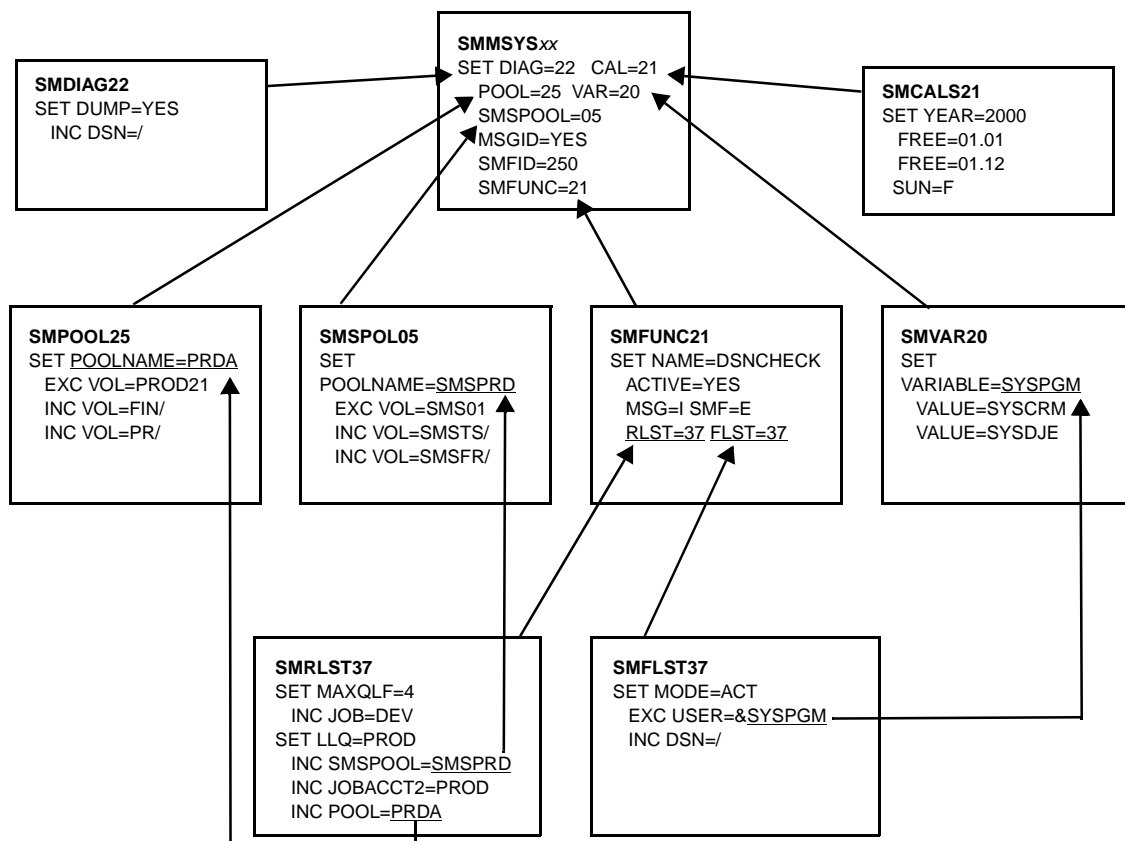 SMMSYSxx
SET DIAG=22 CAL=21
POOL=25 VAR=20
SMSPOOL=05
MSGID=YES
SMFID=250
SMFUNC=21
SMDIAG22
SET DUMP=YES
INC DSN=/
SMCALS21
SET YEAR=2000
FREE=01.01
FREE=01.12
SUN=F
SMPOOL25
SET POOLNAME=PRDA
EXC VOL=PROD21
INC VOL=FIN/
INC VOL=PR/
SMSPOL05
SET
POOLNAME=SMSPRD
EXC VOL=SMS01
INC VOL=SMSTS/
INC VOL=SMSFR/
SMFUNC21
SET NAME=DSNCHECK
ACTIVE=YES
MSG=I SMF=E
RLST=37 FLST=37
SMVAR20
SET
VARIABLE=SYSPGM
VALUE=SYSCRM
VALUE=SYSDJE
SMRLST37
SET MAXQLF=4
INC JOB=DEV
SET LLQ=PROD
INC SMSPOOL=SMSPRD
INC JOBACCT2=PROD
INC POOL=PRDA
SMFLST37
SET MODE=ACT
EXC USER=&SYSPGM
INC DSN=/